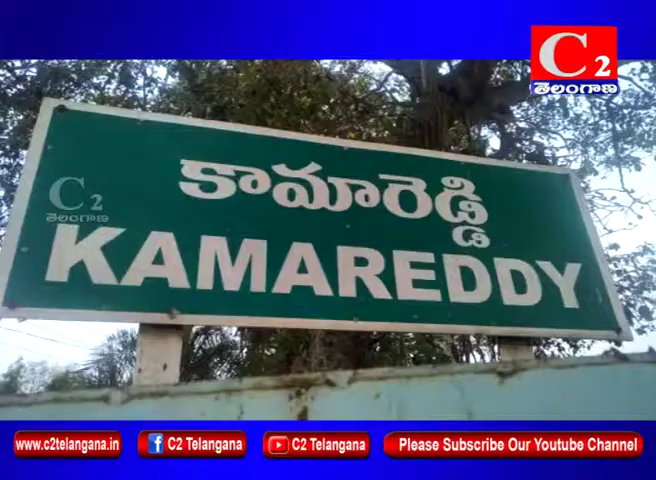 C2
తెలంగాణ
కామారెడ్డి
C2
తెలంగాణ
KAMAREDDY
www.c2telangana.in
C2 Telangana
C2 Telangana
Please Subscribe Our Youtube Channel